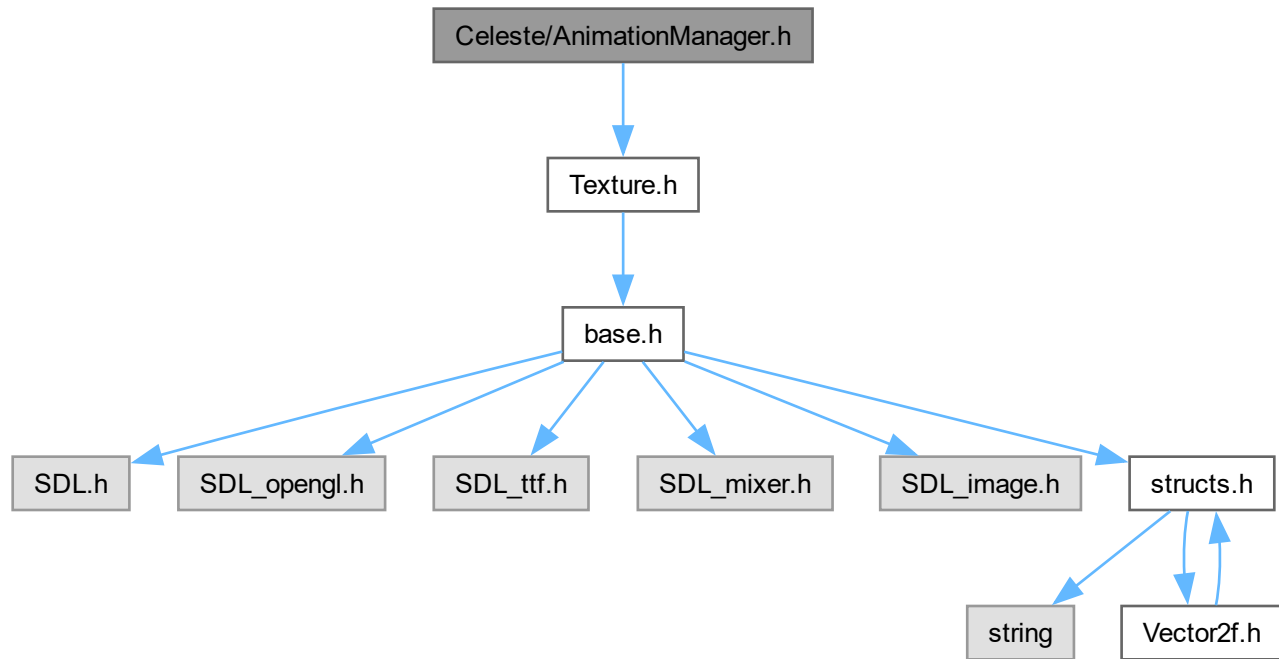 Celeste/AnimationManager.h
Texture.h
base.h
SDL.h
SDL_opengl.h
SDL_ttf.h
SDL_mixer.h
SDL_image.h
structs.h
string
Vector2f.h